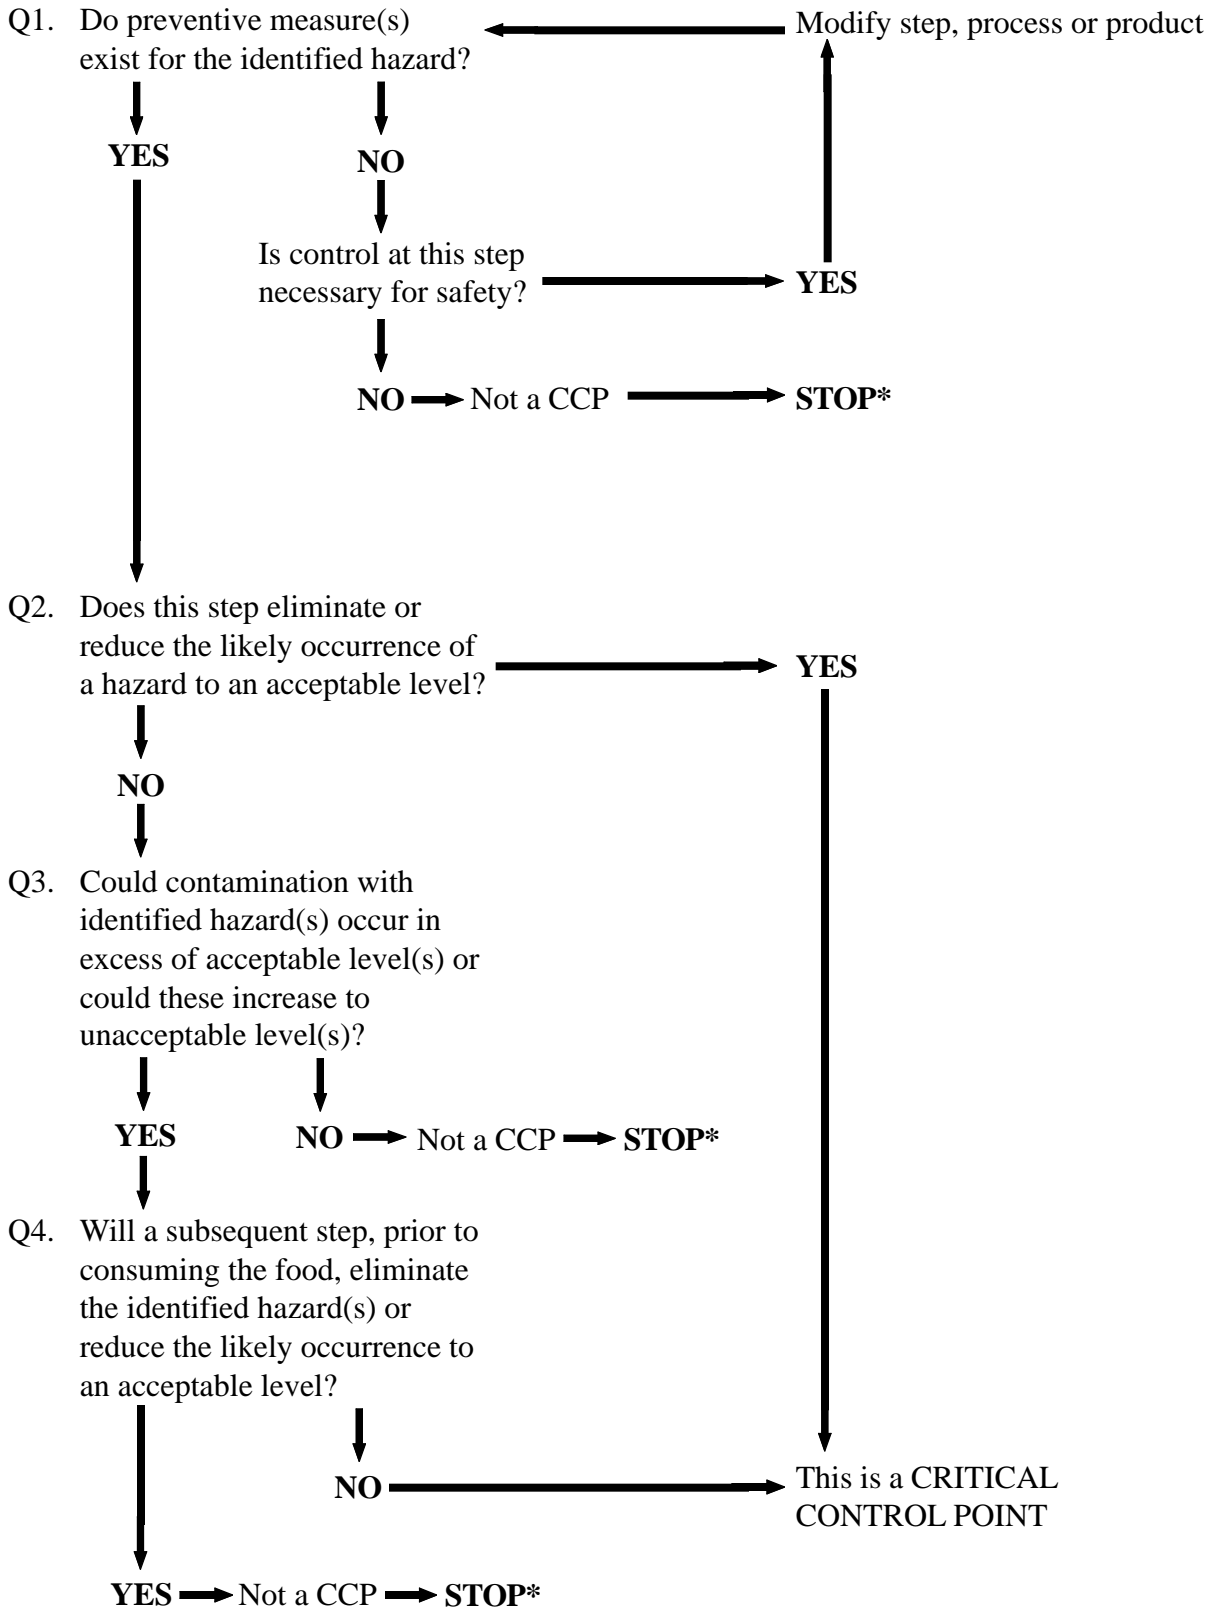 Q1. Do preventive measure(s)
exist for the identified hazard?
Modify step, process or product
YES
NO
Is control at this step
necessary for safety?
YES
NO
Not a CCP
STOP*
Q2. Does this step eliminate or
reduce the likely occurrence of
a hazard to an acceptable level?
YES
NO
Q3. Could contamination with
identified hazard(s) occur in
excess of acceptable level(s) or
could these increase to
unacceptable level(s)?
YES
NO
Not a CCP
STOP*
Q4. Will a subsequent step, prior to
consuming the food, eliminate
the identified hazard(s) or
reduce the likely occurrence to
an acceptable level?
NO
This is a CRITICAL
CONTROL POINT
YES
Not a CCP
STOP*